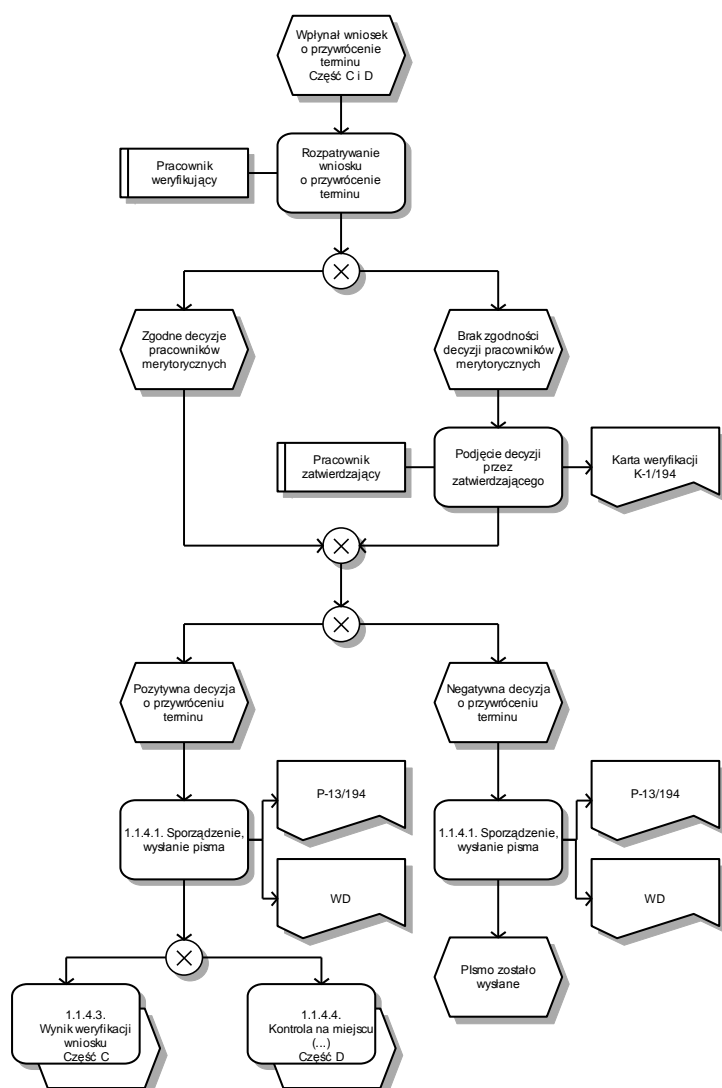 Wpłynął wniosek
o przywrócenie
terminu
Część C i D
Pracownik
weryfikujący
Rozpatrywanie
wniosku
o przywrócenie
terminu
Zgodne decyzje
pracowników
merytorycznych
Brak zgodności
decyzji pracowników
merytorycznych
Pracownik
zatwierdzający
Podjęcie decyzji
przez
zatwierdzającego
Karta weryfikacji
K-1/194
Pozytywna decyzja
o przywróceniu
terminu
Negatywna decyzja
o przywróceniu
terminu
P-13/194
P-13/194
1.1.4.1. Sporządzenie,
wysłanie pisma
1.1.4.1. Sporządzenie,
wysłanie pisma
WD
WD
PIsmo zostało
wysłane
1.1.4.3.
Wynik weryfikacji
wniosku
Część C
1.1.4.4.
Kontrola na miejscu
(...)
Część D